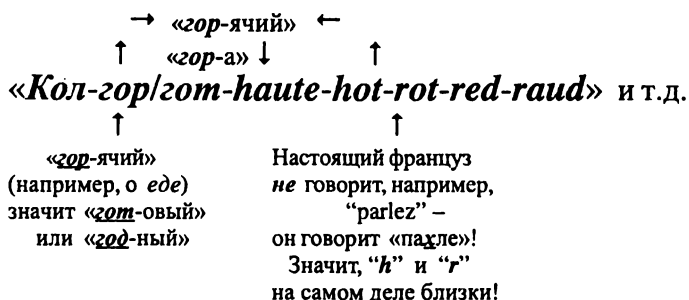 → «гор-ячий» ←
↑ «гор-а» ↓ ↑
«Кол-гор/гот-haute-hot-rot-red-raud» и т.д.
↑ ↑
«гор-ячий»
(например, о еде)
значит «гот-овый»
или «год-ный»
Настоящий француз
не говорит, например,
“parlez” –
он говорит «пахле»!
Значит, “h” и “r”
на самом деле близки!